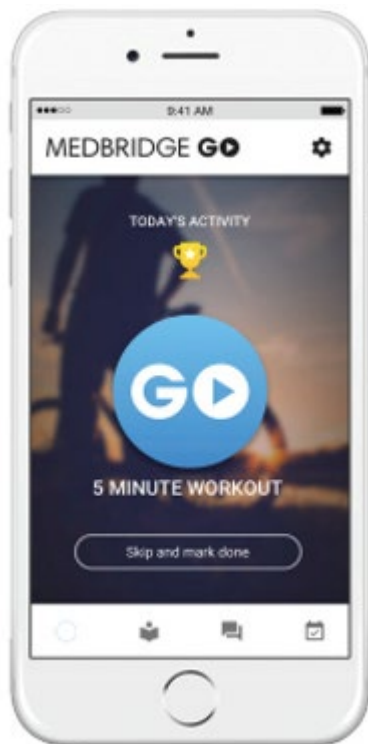 9:41 AM
MEDBRIDGE GO
TODAY'S ACTIVITY
GO
5 MINUTE WORKOUT
Skip and mark done